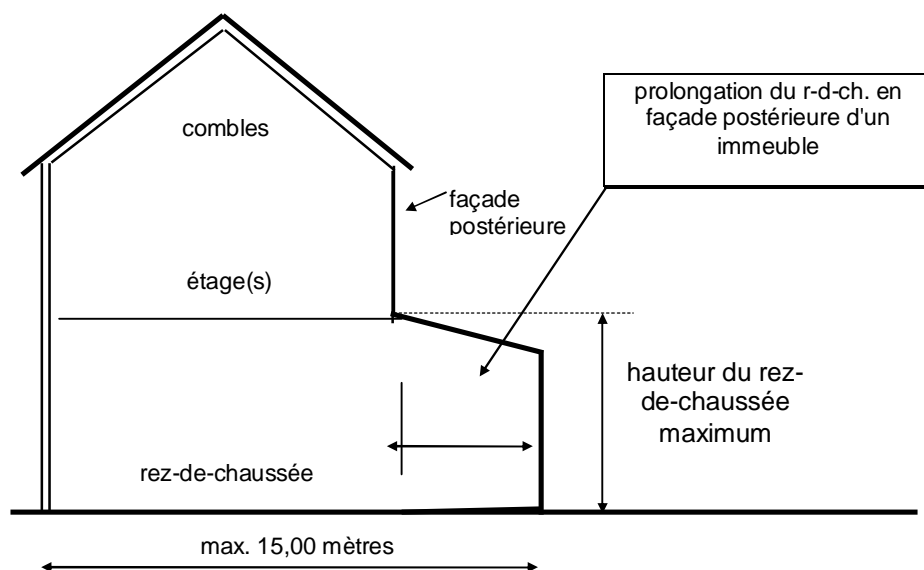 prolongation du r-d-ch. en
façade postérieure d'un
immeuble
combles
façade
postérieure
étage(s)
hauteur du rez-
de-chaussée
maximum
rez-de-chaussée
max. 15,00 mètres